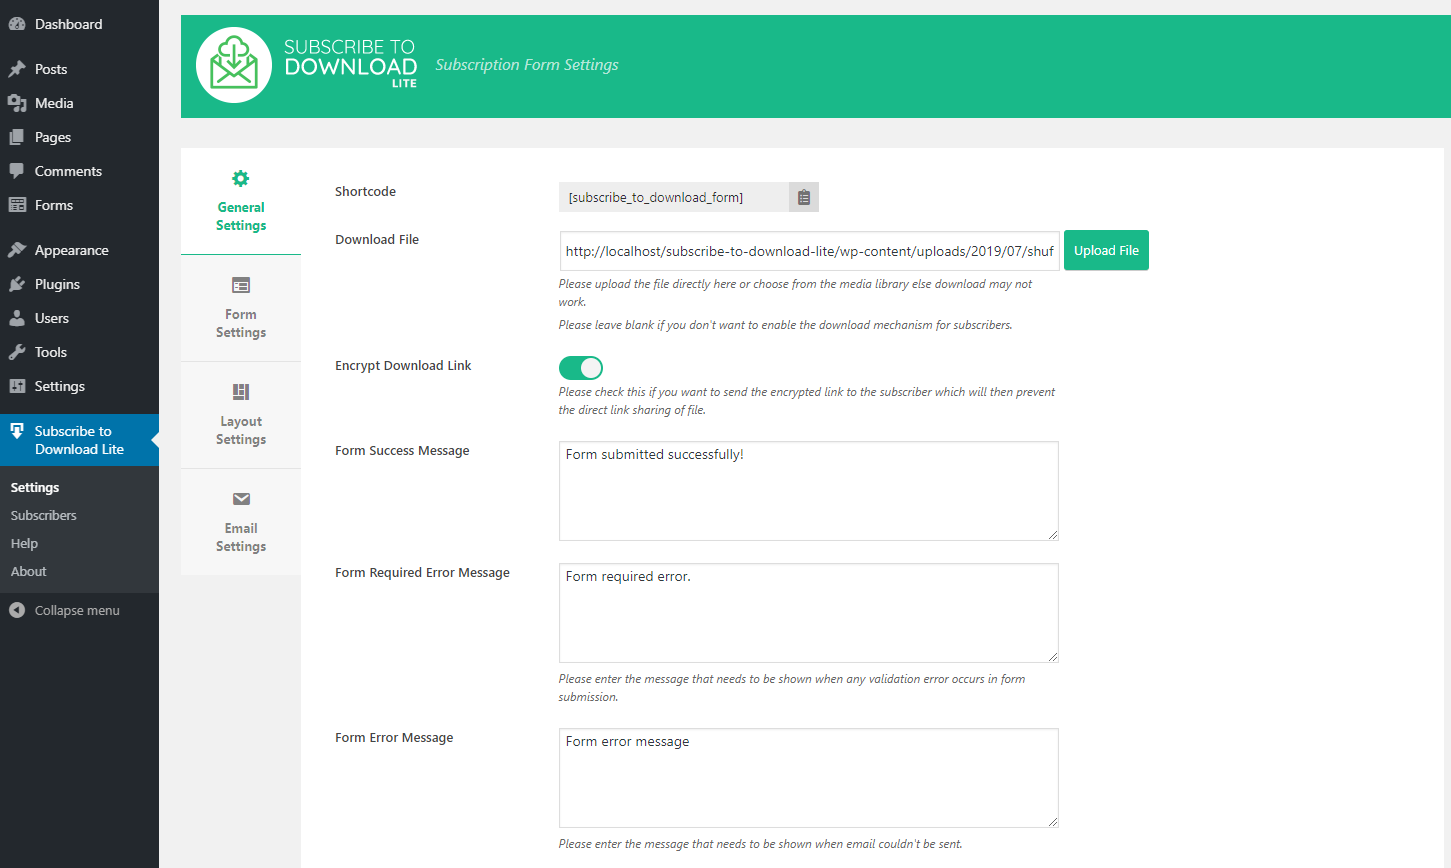 Dashboard
Posts
Media
Pages
Comments
Forms
Appearance
Plugins
Users
Tools
Settings
Subscribe to
Download Lite
Settings
Subscribers
Help
About
Collapse menu
SUBSCRIBE TO
DOWNLOAD
LITE
Subscription Form Settings
General
Settings
Form
Settings
Layout
Settings
Email
Settings
Shortcode
[subscribe_to_download_form]
Download File
http://localhost/subscribe-to-download-lite/wp-content/uploads/2019/07/shuf
Upload File
Please upload the file directly here or choose from the media library else download may not
work.
Please leave blank if you don't want to enable the download mechanism for subscribers.
Encrypt Download Link
Please check this if you want to send the encrypted link to the subscriber which will then prevent
the direct link sharing of file.
Form Success Message
Form submitted successfully!
Form Required Error Message
Form required error.
Please enter the message that needs to be shown when any validation error occurs in form
submission.
Form Error Message
Form error message
Please enter the message that needs to be shown when email couldn't be sent.